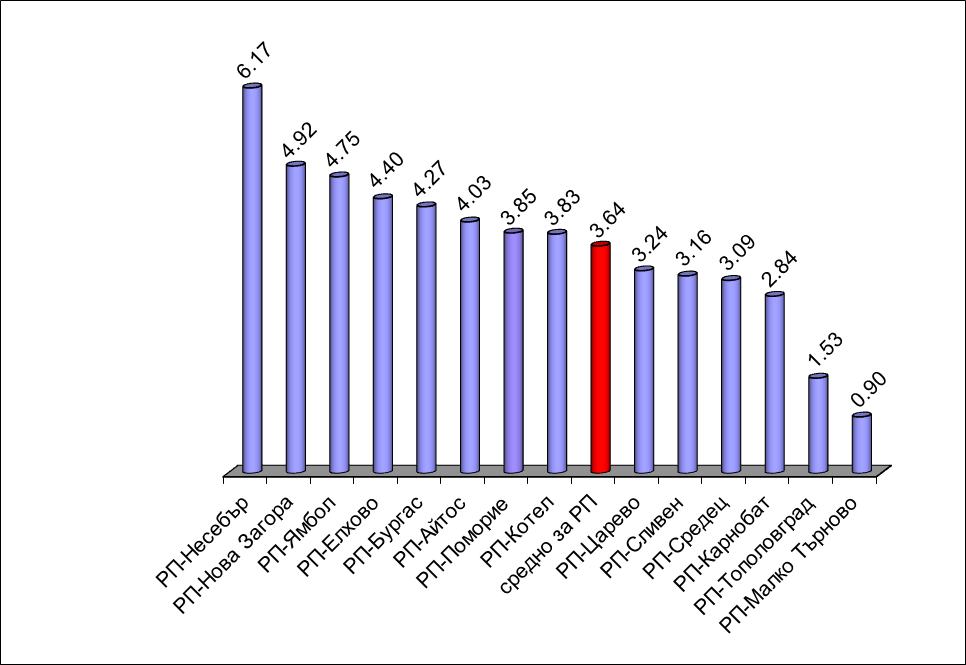 6.17
4.92
4.75
4.40
4.27
4.03
3.85
3.83
3.64
3.24
3.16
3.09
2.84
1.53
0.90
РП-Несебър
РП-Нова Загора
РП-Ямбол
РП-Елхово
РП-Бургас
РП-Айтос
РП-Поморие
РП-Котел
средно за РП
РП-Царево
РП-Сливен
РП-Средец
РП-Карнобат
РП-Тополовград
РП-Малко Търново